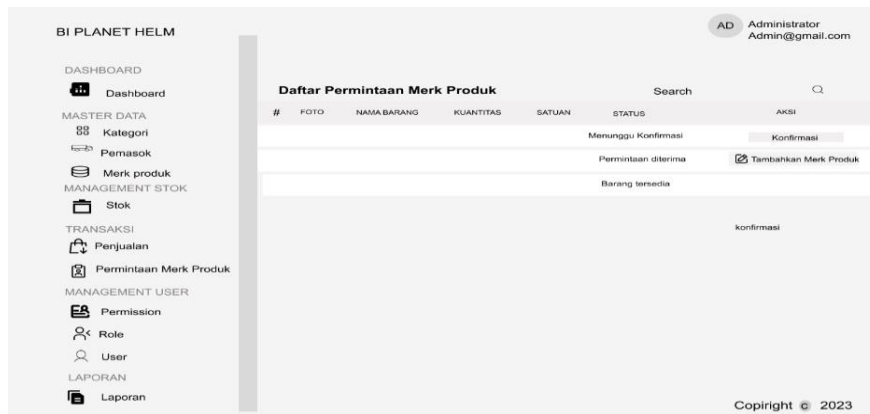 BI PLANET HELM
AD Administrator
Admin@gmail.com
DASHBOARD
Dashboard
MASTER DATA
Kategori
Pemasok
Merk produk
MANAGEMENT STOK
Stok
TRANSAKSI
Penjualan
Permintaan Merk Produk
MANAGEMENT USER
Permission
Role
User
LAPORAN
Laporan
Daftar Permintaan Merk Produk Search
# FOTO NAMA BARANG KUANTITAS SATUAN STATUS AKSI
Menunggu Konfirmasi Konfirmasi
Permintaan diterima Tambahkan Merk Produk
Barang tersedia
konfirmasi
Copiright c 2023